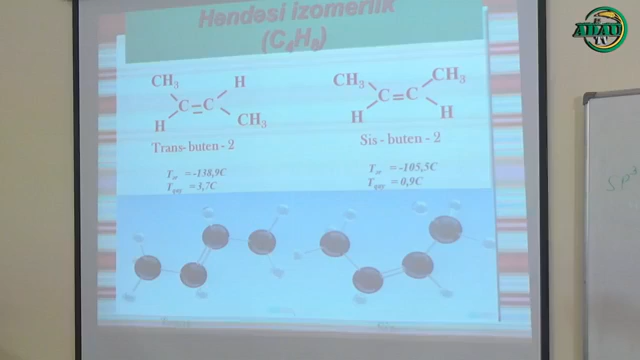 Həndəsi izomerlik
(C₄H₈)
CH₃ H
C=C
H CH₃
Trans-buten-2
Tər = -138,9C
Tqay = 3,7C
CH₃ CH₃
C=C
H H
Sis-buten-2
Tər = -105,5C
Tqay = 0,9C